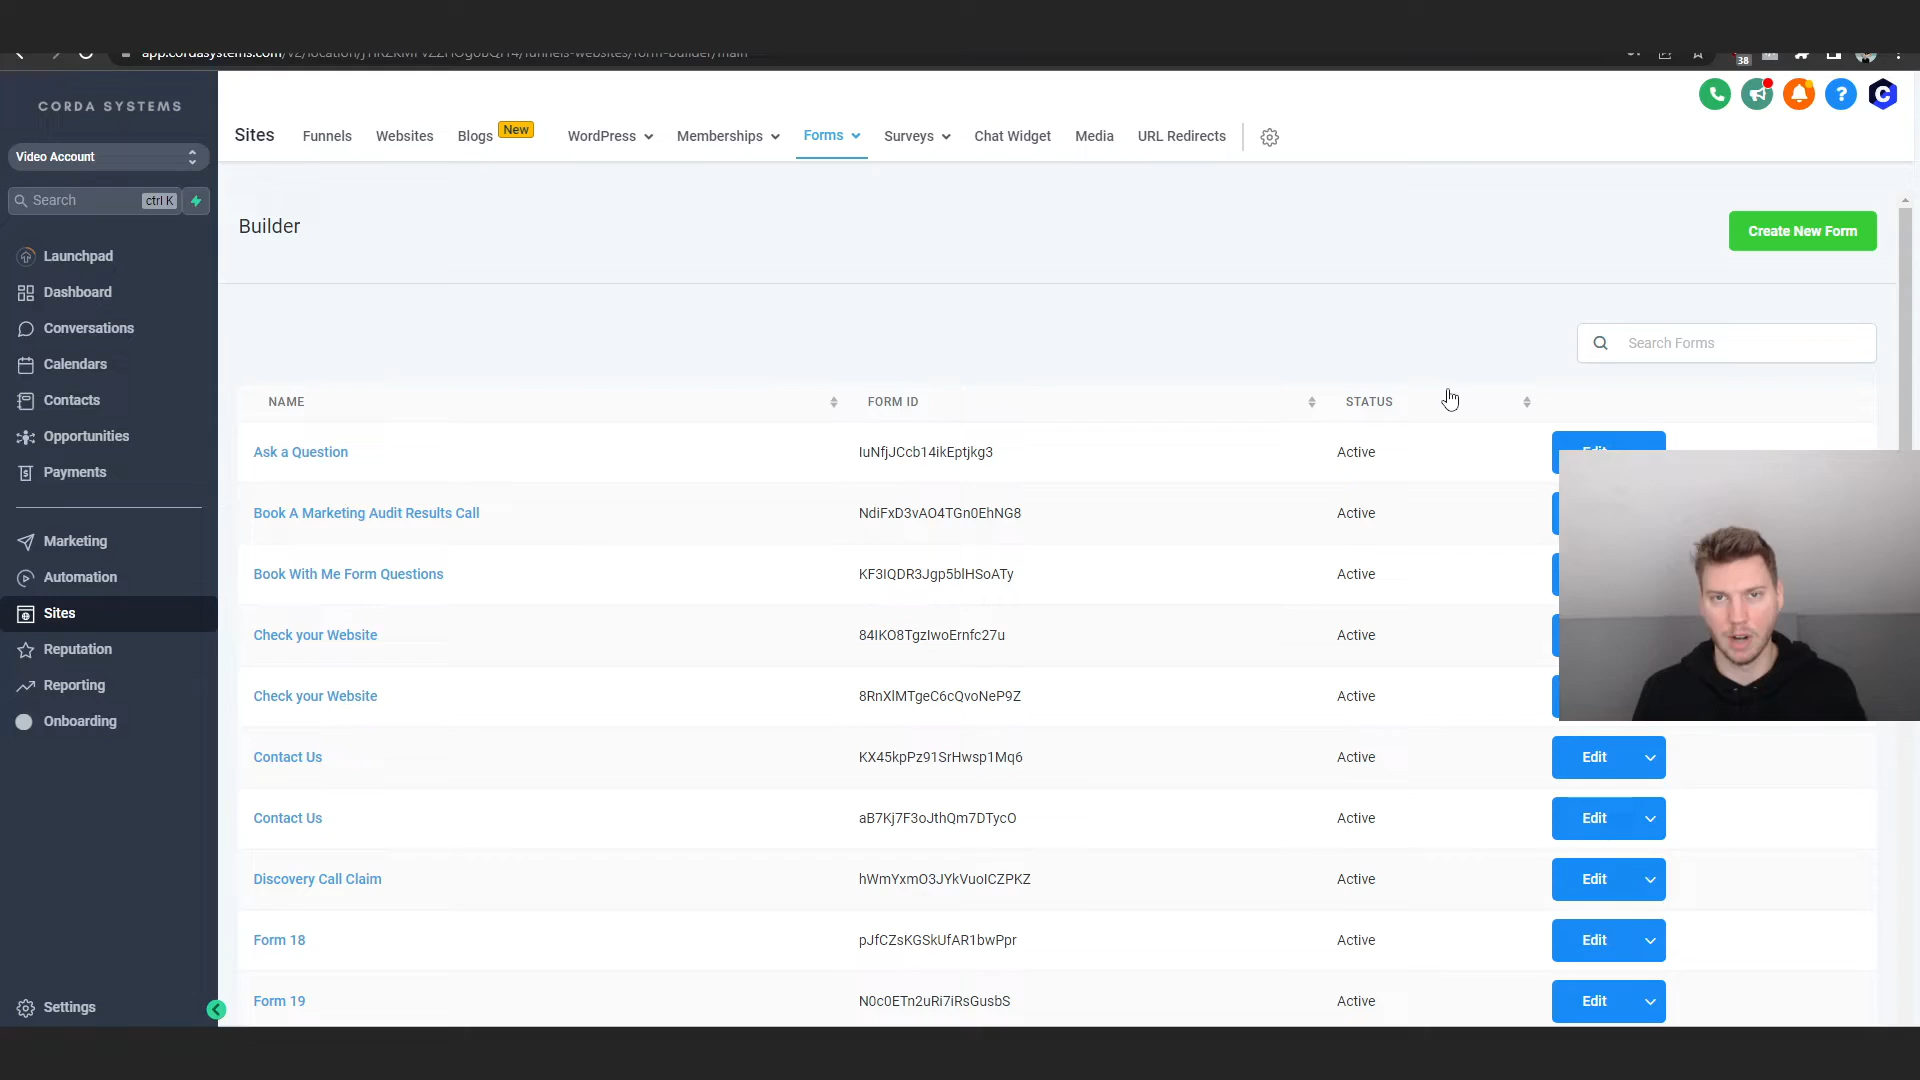 38
CORDA SYSTEMS
Video Account
Search
ctrl K
Launchpad
Dashboard
Conversations
Calendars
Contacts
Opportunities
Payments
Marketing
Automation
Sites
Reputation
Reporting
Onboarding
Settings
Sites Funnels Websites Blogs New WordPress Memberships Forms Surveys Chat Widget Media URL Redirects
? C
Builder
Create New Form
Search Forms
NAME FORM ID STATUS
Ask a Question IuNfjJCcb14ikEptjkg3 Active Edit
Book A Marketing Audit Results Call NdiFxD3vAO4TGn0EhNG8 Active
Book With Me Form Questions KF3IQDR3Jgp5blHSoATy Active
Check your Website 84IKO8TgzIwoErnfc27u Active
Check your Website 8RnXlMTgeC6cQvoNeP9Z Active
Contact Us KX45kpPz91SrHwsp1Mq6 Active Edit
Contact Us aB7Kj7F3oJthQm7DTycO Active Edit
Discovery Call Claim hWmYxmO3JYkVuoICZPKZ Active Edit
Form 18 pJfCZsKGSkUfAR1bwPpr Active Edit
Form 19 N0c0ETn2uRi7iRsGusbS Active Edit